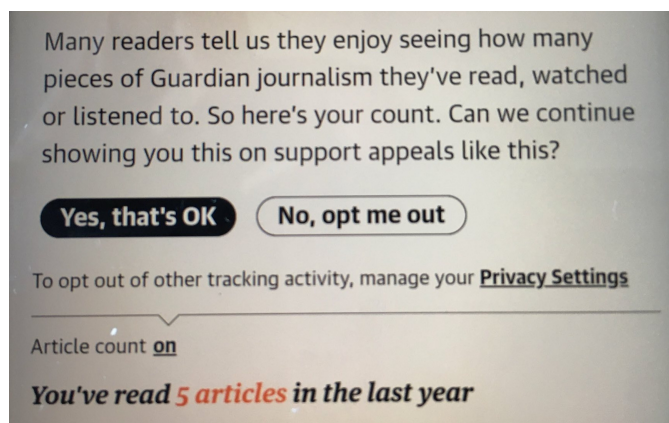 Many readers tell us they enjoy seeing how many
pieces of Guardian journalism they've read, watched
or listened to. So here's your count. Can we continue
showing you this on support appeals like this?
Yes, that's OK
No, opt me out
To opt out of other tracking activity, manage your Privacy Settings
Article count on
You've read 5 articles in the last year